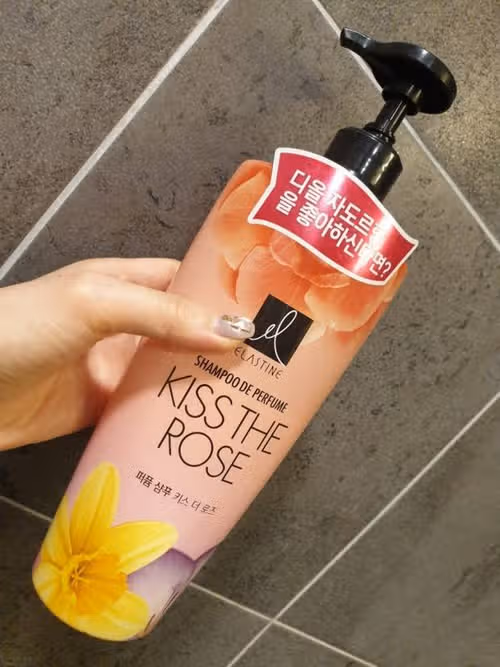 디올 자도르
을 좋아하신다면?
el
ELASTINE
SHAMPOO DE PERFUME
KISS THE
ROSE
퍼퓸 샴푸 키스 더 로즈